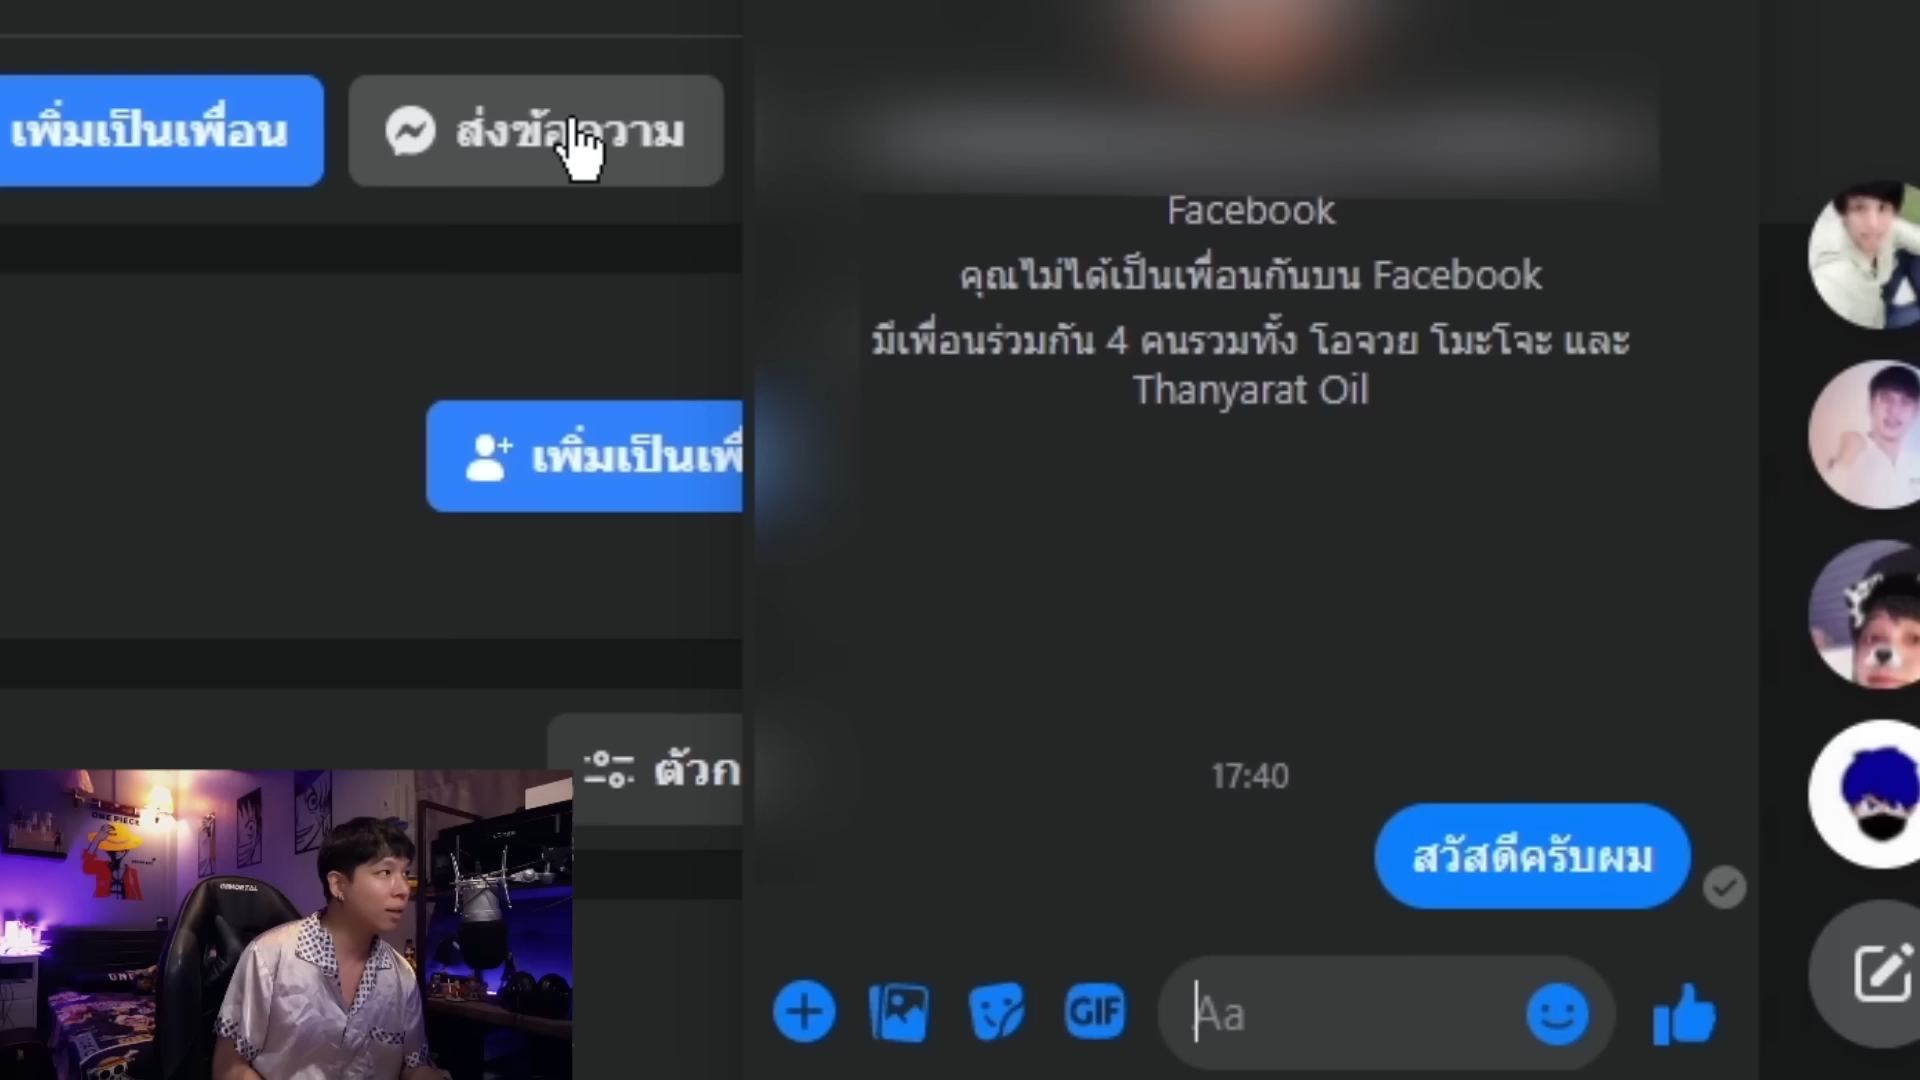 เพิ่มเป็นเพื่อน
ส่งข้อความ
Facebook
คุณไม่ได้เป็นเพื่อนกันบน Facebook
มีเพื่อนร่วมกัน 4 คนรวมทั้ง โอจวย โมะโจะ และ
Thanyarat Oil
เพิ่มเป็นเพื่
ตัวก
17:40
สวัสดีครับผม
GIF
Aa
ONE PIECE